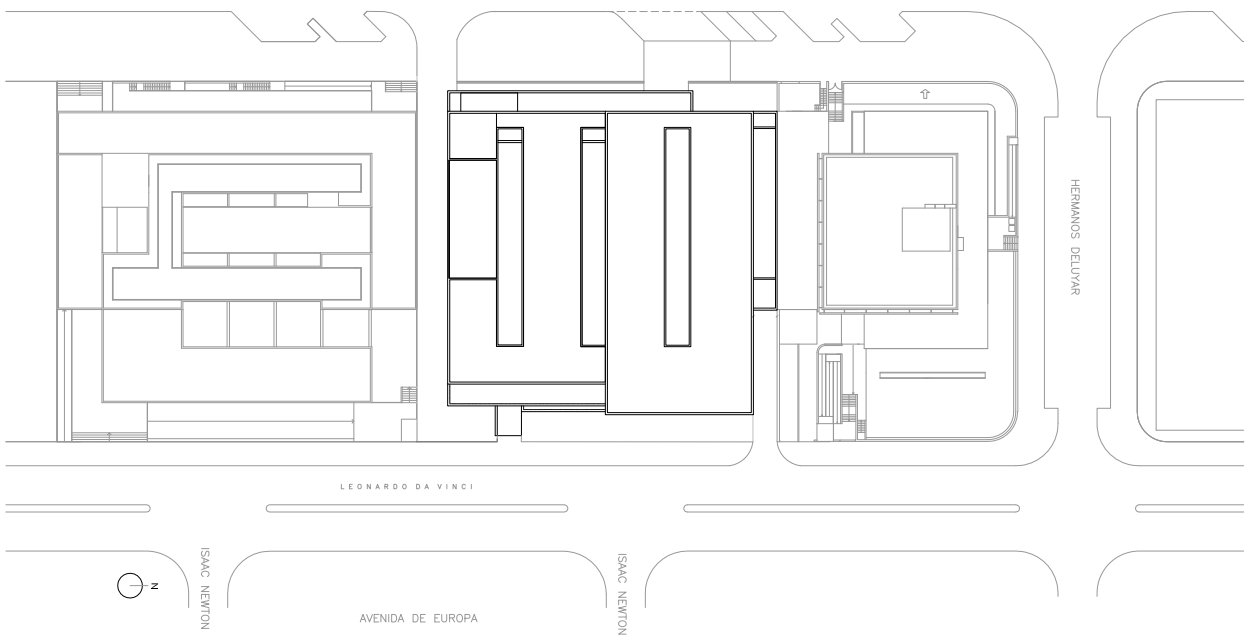 HERMANOS DELUYAR
LEONARDO DA VINCI
ISAAC NEWTON
ISAAC NEWTON
N
AVENIDA DE EUROPA